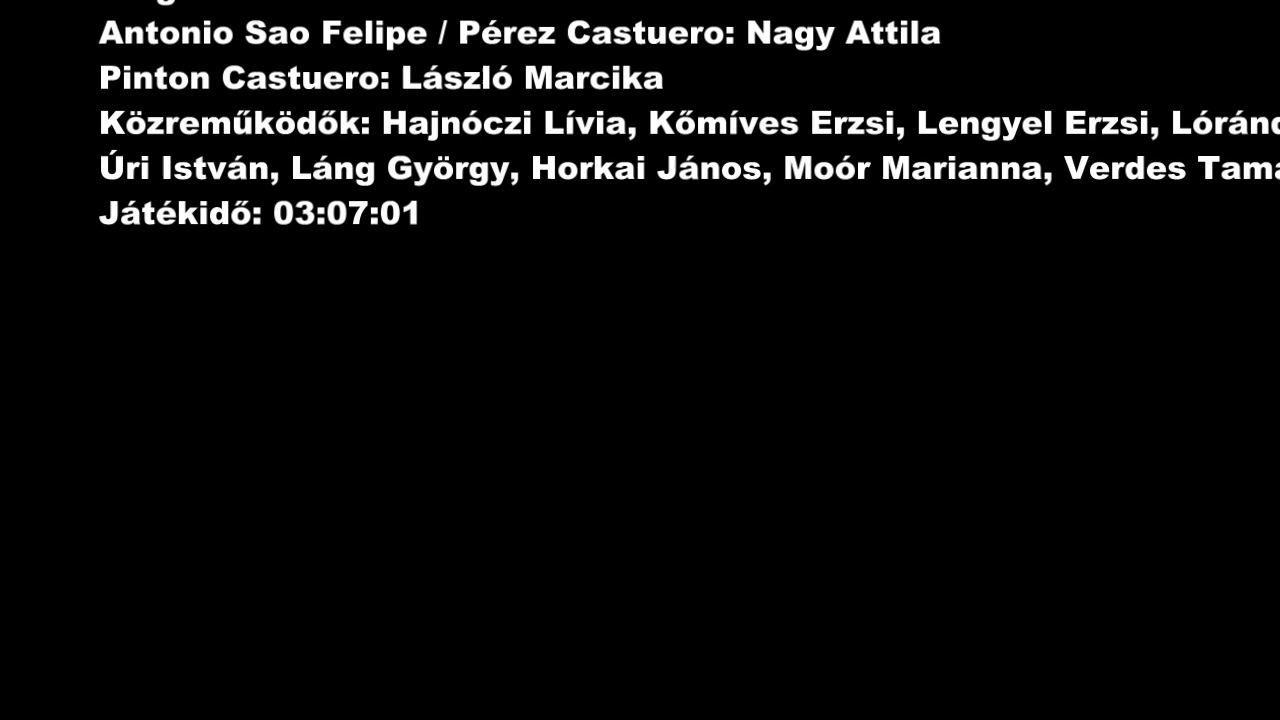 Antonio Sao Felipe / Pérez Castuero: Nagy Attila
Pinton Castuero: László Marcika
Közreműködők: Hajnóczi Lívia, Kőmíves Erzsi, Lengyel Erzsi,
Úri István, Láng György, Horkai János, Moór Marianna, Verdes
Játékidő: 03:07:01